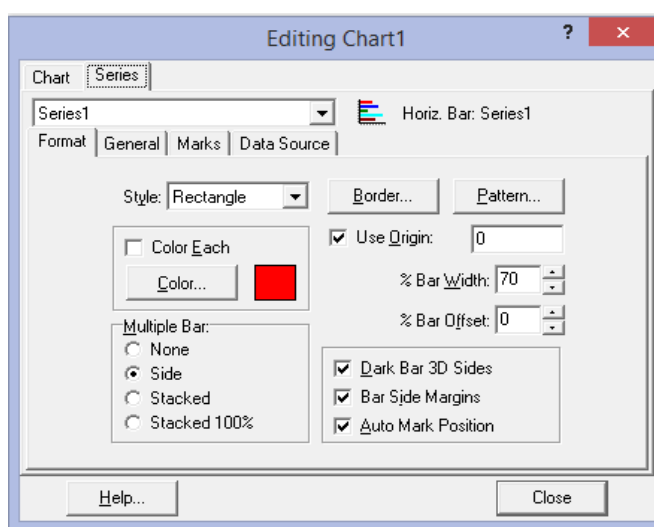 Editing Chart1
?
×
Chart Series
Series1
Horiz. Bar: Series1
Format General Marks Data Source
Style: Rectangle Border... Pattern...
Color Each
Use Origin: 0
Color...
% Bar Width: 70
% Bar Offset: 0
Multiple Bar:
None
Side
Stacked
Stacked 100%
Dark Bar 3D Sides
Bar Side Margins
Auto Mark Position
Help... Close